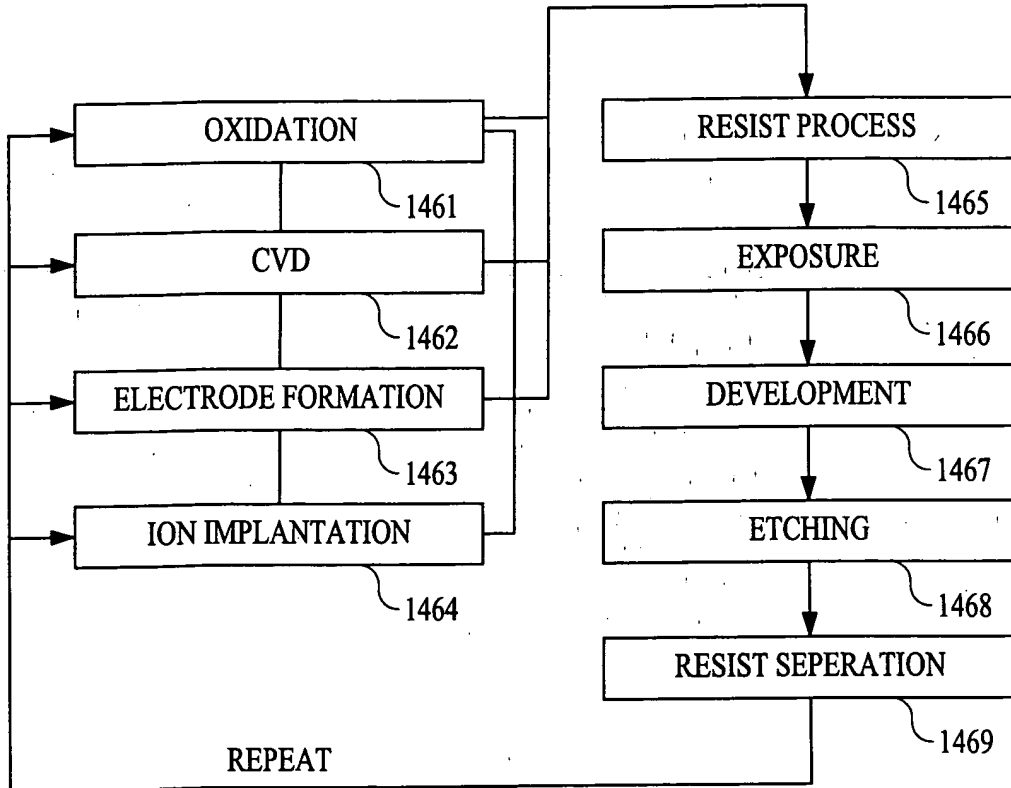 OXIDATION
1461
CVD
1462
ELECTRODE FORMATION
1463
ION IMPLANTATION
1464
RESIST PROCESS
1465
EXPOSURE
1466
DEVELOPMENT
1467
ETCHING
1468
RESIST SEPERATION
1469
REPEAT